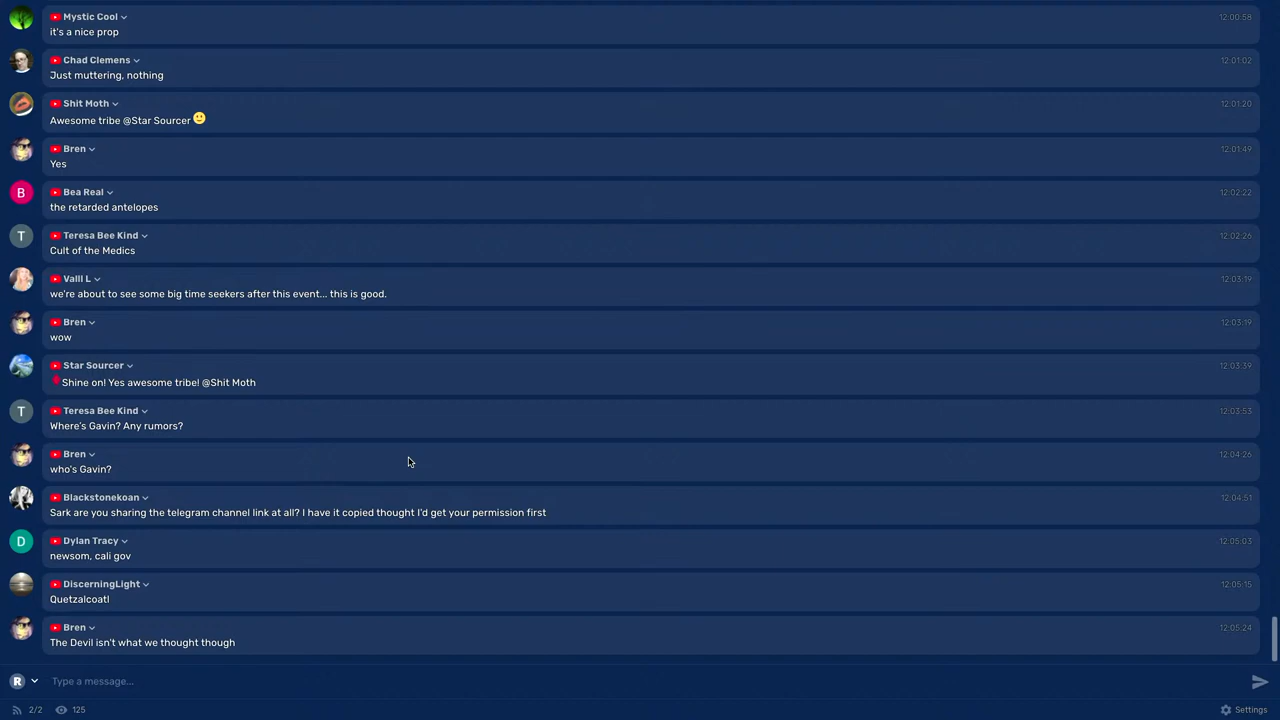 Mystic Cool
12:00:58
it's a nice prop
Chad Clemens
12:01:02
Just muttering, nothing
Shit Moth
12:01:20
Awesome tribe @Star Sourcer
Bren
12:01:49
Yes
B
Bea Real
12:02:22
the retarded antelopes
T
Teresa Bee Kind
12:02:26
Cult of the Medics
Valli L
12:03:19
we're about to see some big time seekers after this event... this is good.
Bren
12:03:19
wow
Star Sourcer
12:03:39
Shine on! Yes awesome tribe! @Shit Moth
T
Teresa Bee Kind
12:03:53
Where's Gavin? Any rumors?
Bren
12:04:26
who's Gavin?
Blackstonekoan
12:04:51
Sark are you sharing the telegram channel link at all? I have it copied thought I'd get your permission first
D
Dylan Tracy
12:05:03
newsom, cali gov
DiscerningLight
12:05:15
Quetzalcoatl
Bren
12:05:24
The Devil isn't what we thought though
R
Type a message...
2/2
125
Settings